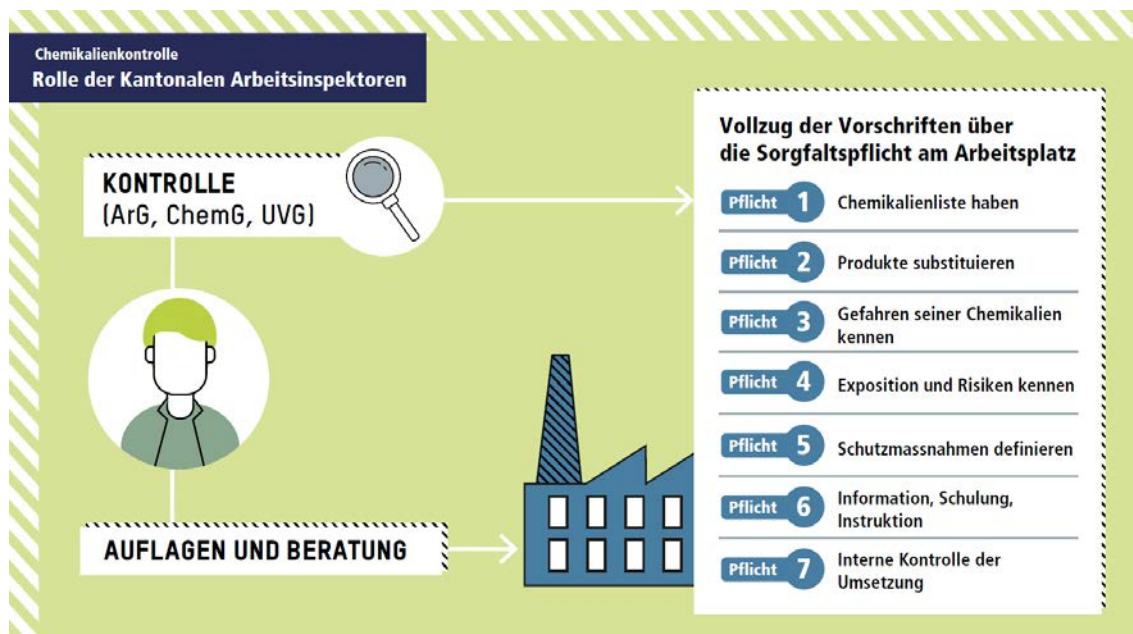 Chemikalienkontrolle
Rolle der Kantonalen Arbeitsinspektoren
KONTROLLE
(ArG, ChemG, UVG)
AUFLAGEN UND BERATUNG
Vollzug der Vorschriften über
die Sorgfaltspflicht am Arbeitsplatz
Pflicht 1 Chemikalienliste haben
Pflicht 2 Produkte substituieren
Pflicht 3 Gefahren seiner Chemikalien
kennen
Pflicht 4 Exposition und Risiken kennen
Pflicht 5 Schutzmassnahmen definieren
Pflicht 6 Information, Schulung,
Instruktion
Pflicht 7 Interne Kontrolle der
Umsetzung